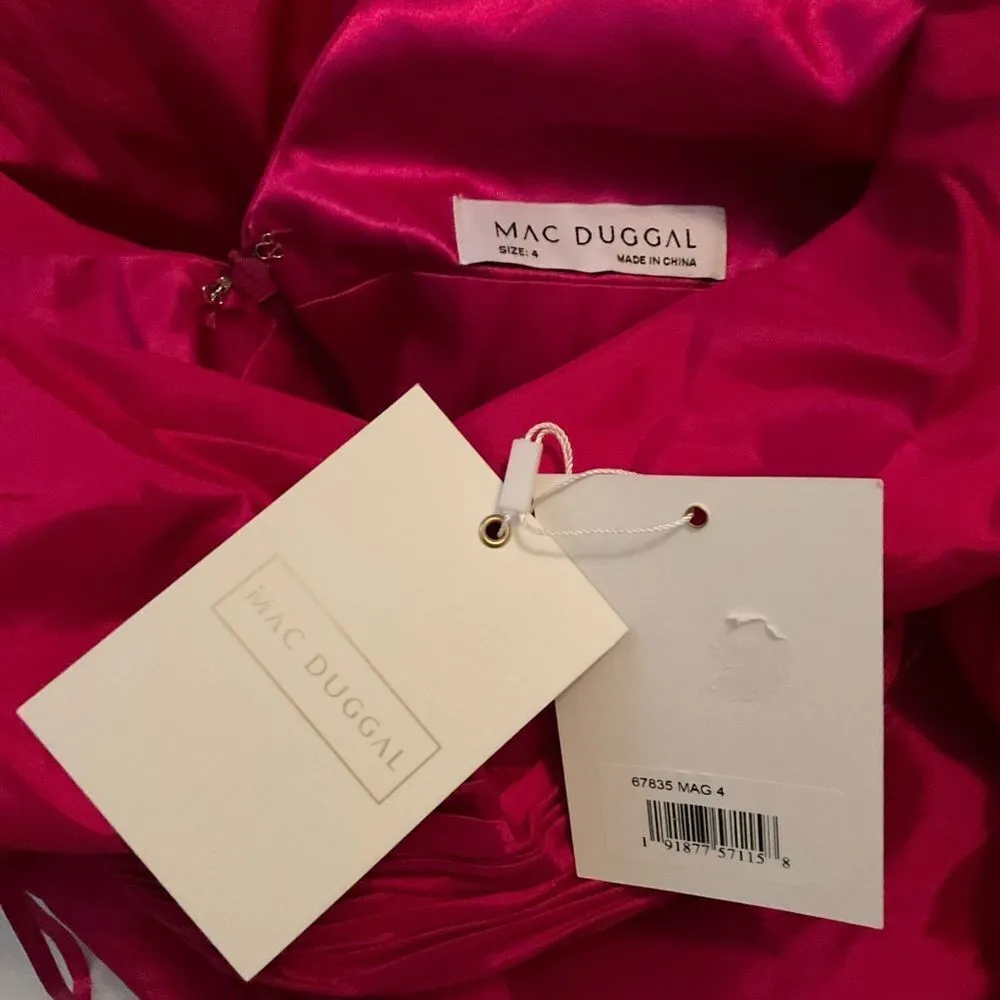 MAC DUGGAL
SIZE: 4
MADE IN CHINA
MAC DUGGAL
67835 MAG 4
1 91877 57115 8